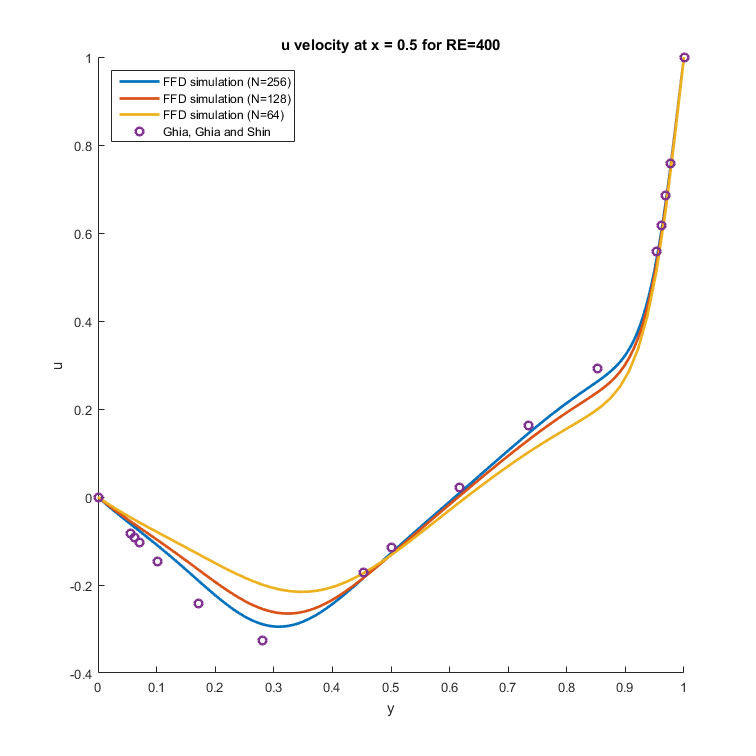 u velocity at x = 0.5 for RE=400
FFD simulation (N=256)
FFD simulation (N=128)
FFD simulation (N=64)
Ghia, Ghia and Shin
1
0.8
0.6
0.4
0.2
0
-0.2
-0.4
u
0 0.1 0.2 0.3 0.4 0.5 0.6 0.7 0.8 0.9 1
y